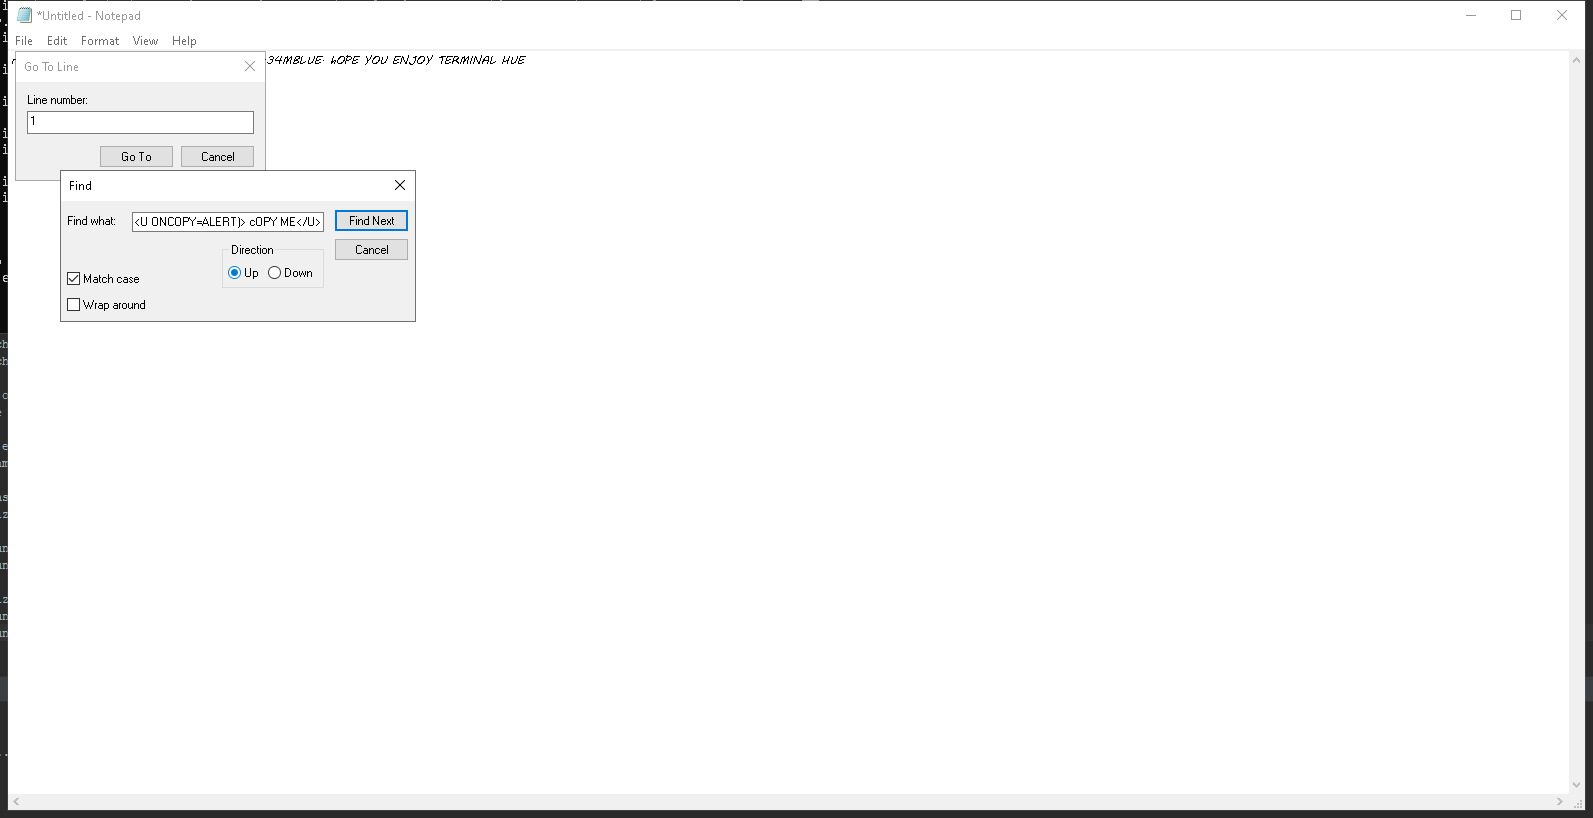 *Untitled - Notepad
File Edit Format View Help
34MBLUE. HOPE YOU ENJOY TERMINAL HUE
Go To Line
Line number:
1
Go To Cancel
Find
Find what: <U ONCOPY=ALERT)> cOPY ME</U> Find Next
Cancel
Direction
Up Down
Match case
Wrap around